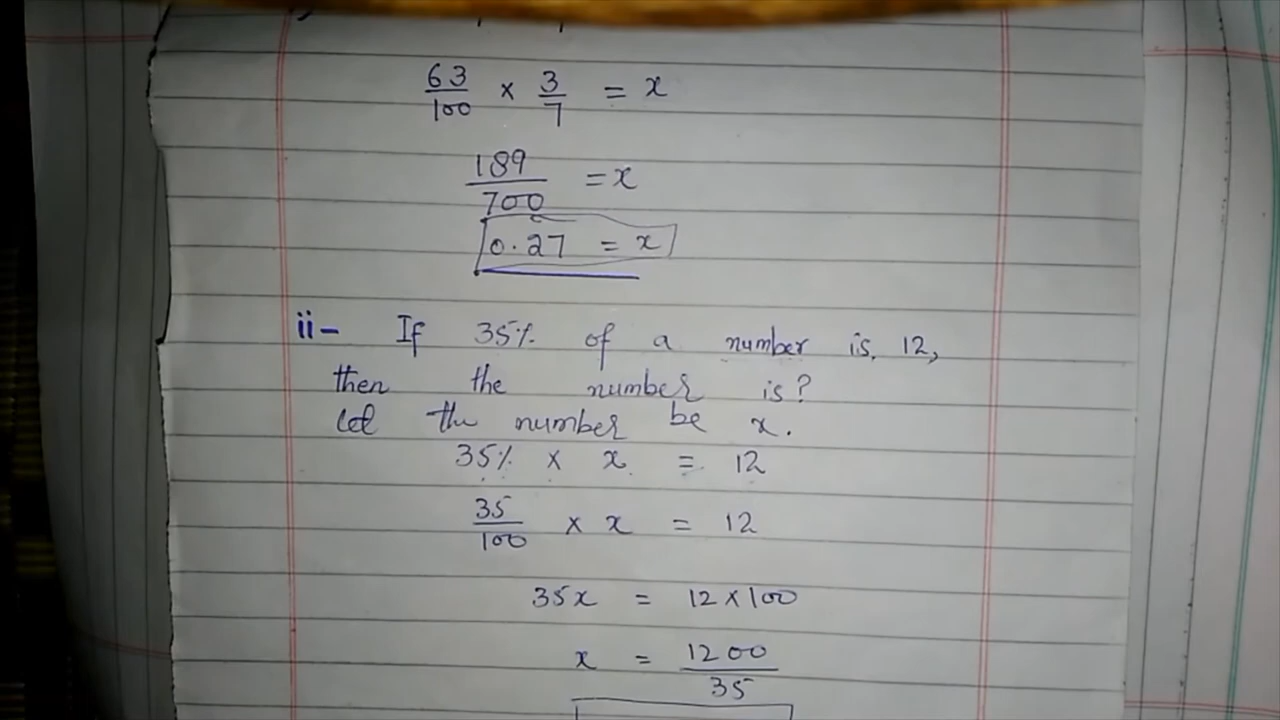 63/100 × 3/7 = x
189/700 = x
0.27 = x
ii- If 35% of a number is, 12,
then the number is?
let the number be x.
35% × x = 12
35/100 × x = 12
35x = 12×100
x = 1200/35